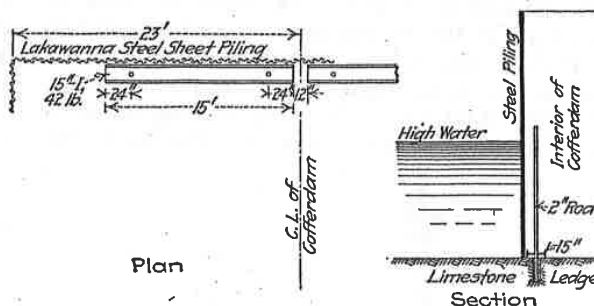 23'
Lakawanna Steel Sheet Piling
15" I,
42 lb.
24"
24"
12"
15'
C.L. of
Cofferdam
Plan
High Water
Steel Piling
Interior of
Cofferdam
2" Rod
15"
Limestone
Ledge
Section